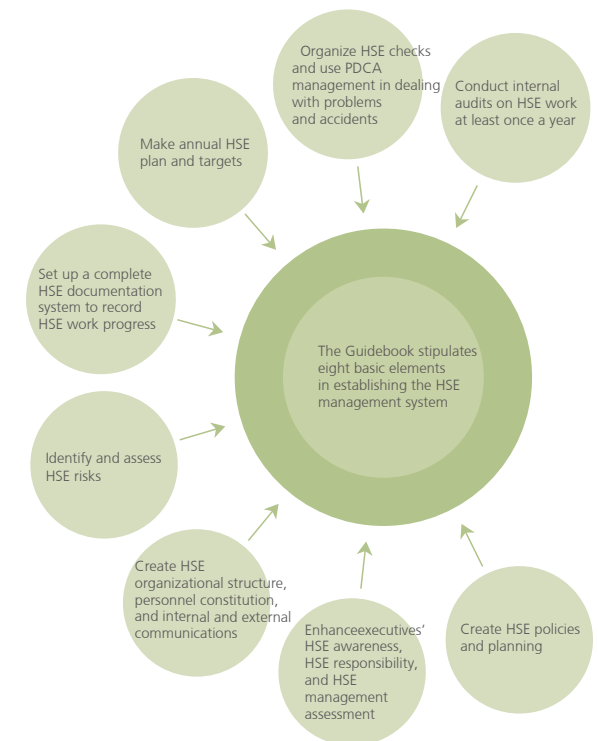 Organize HSE checks
and use PDCA
management in dealing
with problems
and accidents
Conduct internal
audits on HSE work
at least once a year
Make annual HSE
plan and targets
Set up a complete
HSE documentation
system to record
HSE work progress
The Guidebook stipulates
eight basic elements
in establishing the HSE
management system
Identify and assess
HSE risks
Create HSE
organizational structure,
personnel constitution,
and internal and external
communications
Enhanceexecutives'
HSE awareness,
HSE responsibility,
and HSE
management
assessment
Create HSE policies
and planning